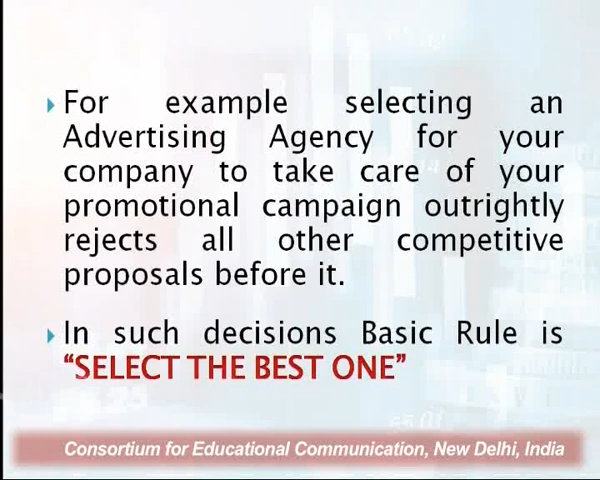 For example selecting an
Advertising Agency for your
company to take care of your
promotional campaign outrightly
rejects all other competitive
proposals before it.
In such decisions Basic Rule is
“SELECT THE BEST ONE”
Consortium for Educational Communication, New Delhi, India